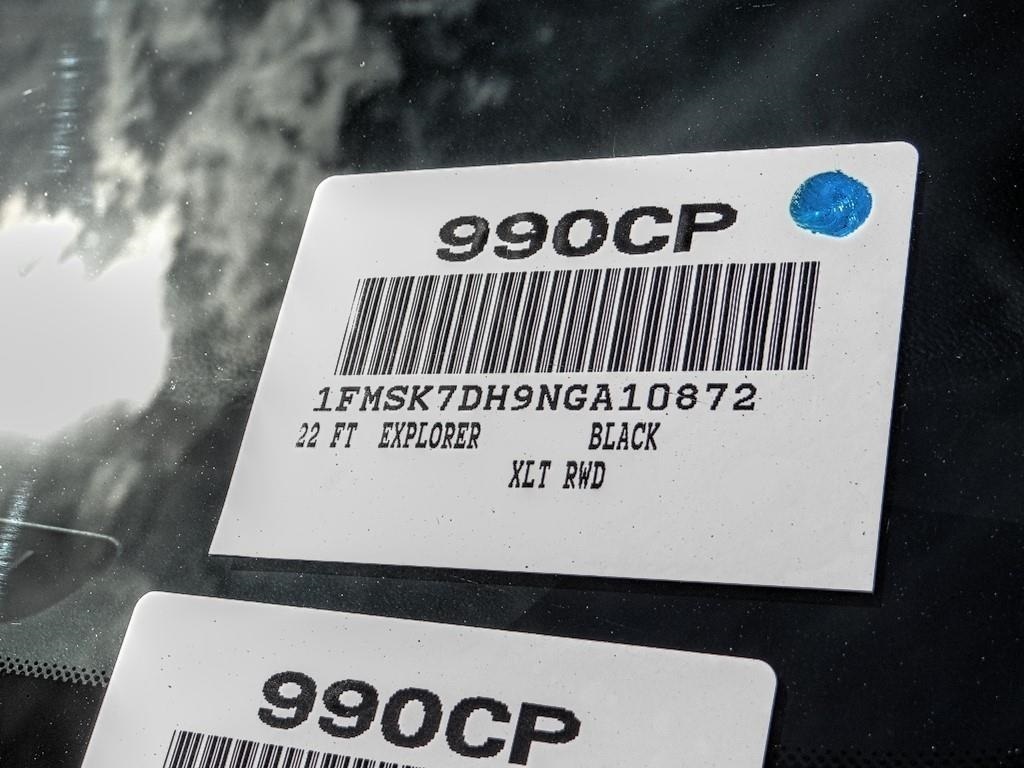 990CP
1FMSK7DH9NGA10872
22 FT EXPLORER BLACK
XLT RWD
990CP